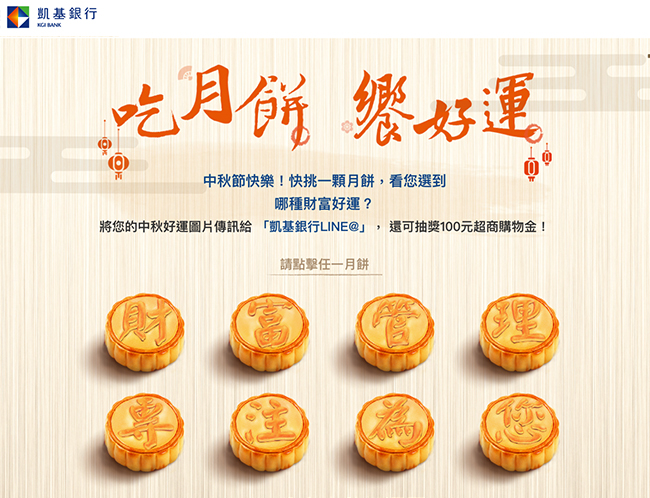 凱基銀行
KGI BANK
吃月餅 饗好運
中秋節快樂！快挑一顆月餅，看您選到
哪種財富好運？
將您的中秋好運圖片傳訊給 「凱基銀行LINE@」， 還可抽獎100元超商購物金！
請點擊任一月餅
財 富 管 理
專 注 為 您